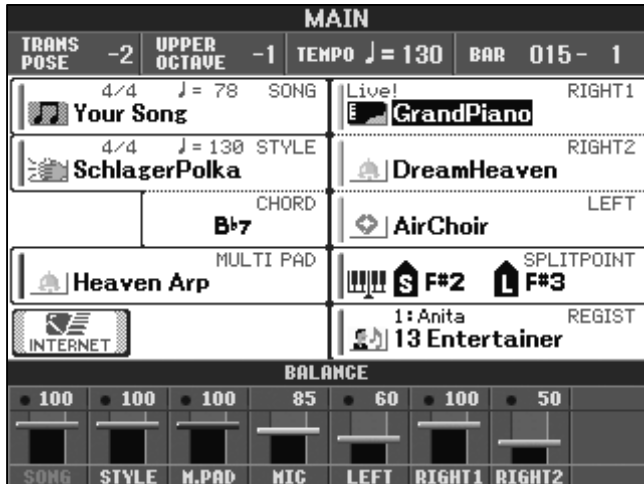 MAIN
TRANS POSE -2 UPPER OCTAVE -1 TEMPO ♩= 130 BAR 015 - 1
4/4 ♩= 78 SONG
Your Song
Live! RIGHT1
GrandPiano
4/4 ♩= 130 STYLE
SchlagerPolka
RIGHT2
DreamHeaven
CHORD
B♭7
LEFT
AirChoir
MULTI PAD
Heaven Arp
SPLITPOINT
S F#2 L F#3
INTERNET
1: Anita REGIST
13 Entertainer
BALANCE
100 100 100 85 60 100 50
SONG STYLE M.PAD MIC LEFT RIGHT1 RIGHT2